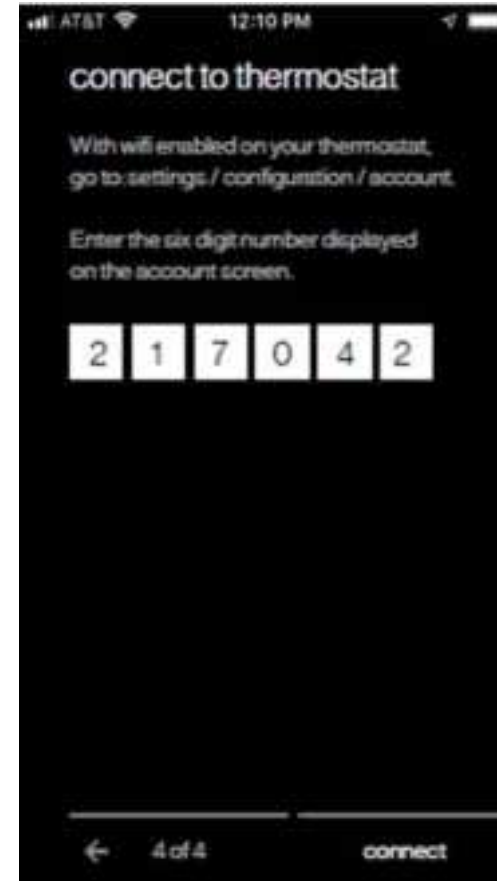 AT&T 12:10 PM
connect to thermostat
With wifi enabled on your thermostat,
go to: settings / configuration / account.
Enter the six digit number displayed
on the account screen.
2 1 7 0 4 2
← 4 of 4 connect